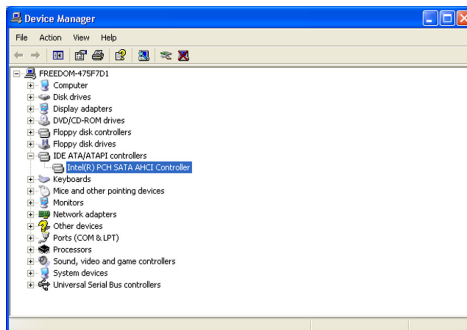 Device Manager
File Action View Help
FREEDOM-475F7D1
Computer
Disk drives
Display adapters
DVD/CD-ROM drives
Floppy disk controllers
Floppy disk drives
IDE ATA/ATAPI controllers
Intel(R) PCH SATA AHCI Controller
Keyboards
Mice and other pointing devices
Monitors
Network adapters
Other devices
Ports (COM & LPT)
Processors
Sound, video and game controllers
System devices
Universal Serial Bus controllers